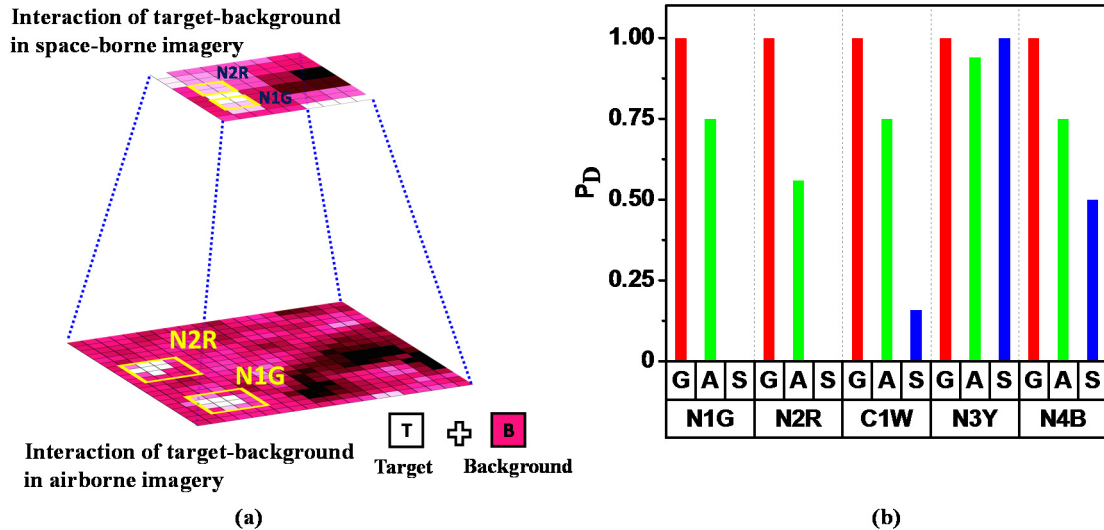 Interaction of target-background
in space-borne imagery
N2R
N1G
N2R
N1G
T
B
Target
Background
Interaction of target-background
in airborne imagery
(a)
PD
1.00
0.75
0.50
0.25
0
G A S G A S G A S G A S G A S
N1G N2R C1W N3Y N4B
(b)